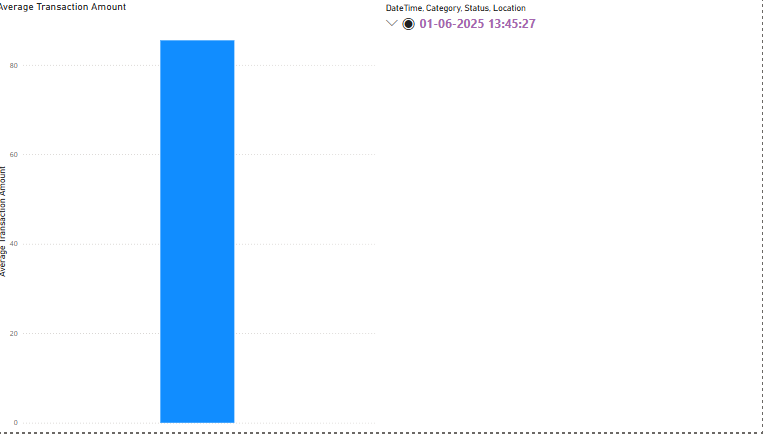 Average Transaction Amount
DateTime, Category, Status, Location
01-06-2025 13:45:27
80
60
40
20
0
Average Transaction Amount